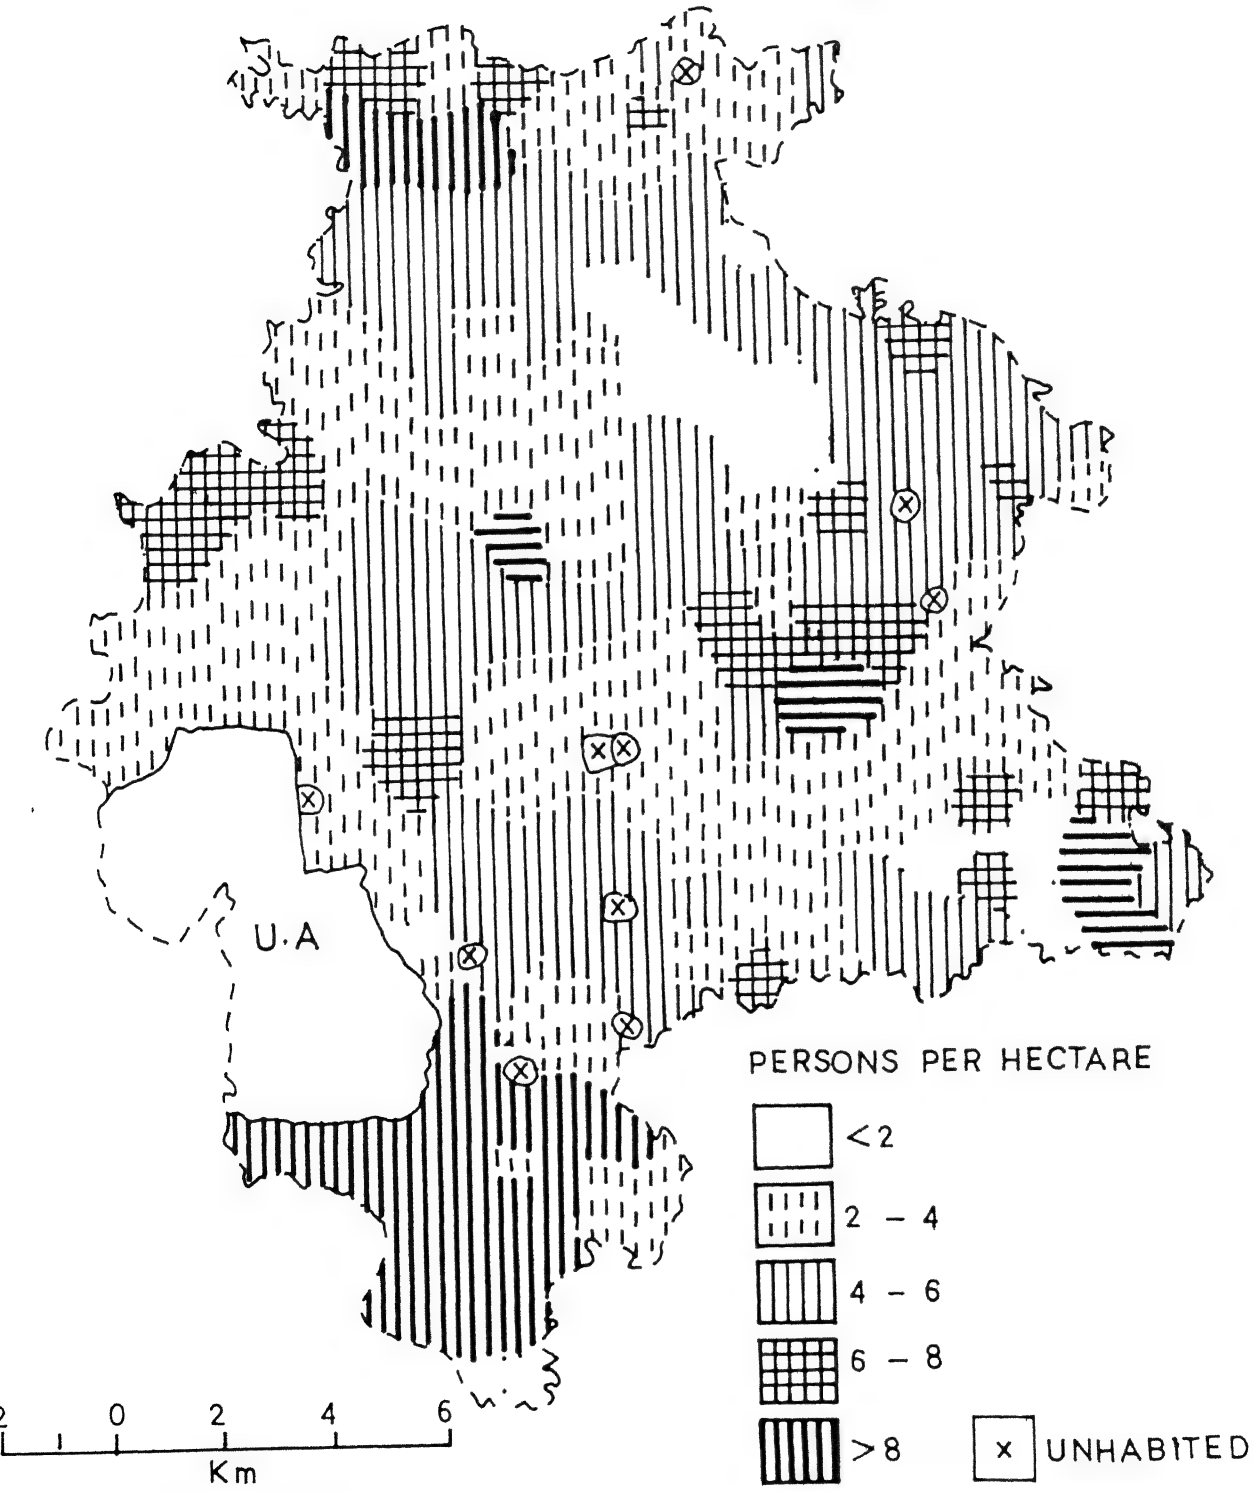 U.A
PERSONS PER HECTARE
<2
2 – 4
4 – 6
6 – 8
>8
x UNHABITED
2 0 2 4 6
Km